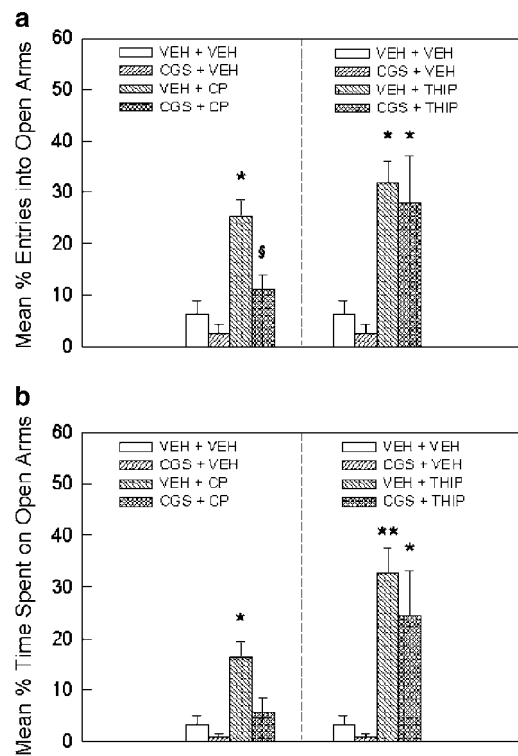 a
Mean % Entries into Open Arms
60
50
40
30
20
10
0
VEH + VEH
CGS + VEH
VEH + CP
CGS + CP
VEH + VEH
CGS + VEH
VEH + THIP
CGS + THIP
*
§
* *
b
Mean % Time Spent on Open Arms
60
50
40
30
20
10
0
VEH + VEH
CGS + VEH
VEH + CP
CGS + CP
VEH + VEH
CGS + VEH
VEH + THIP
CGS + THIP
*
**
*